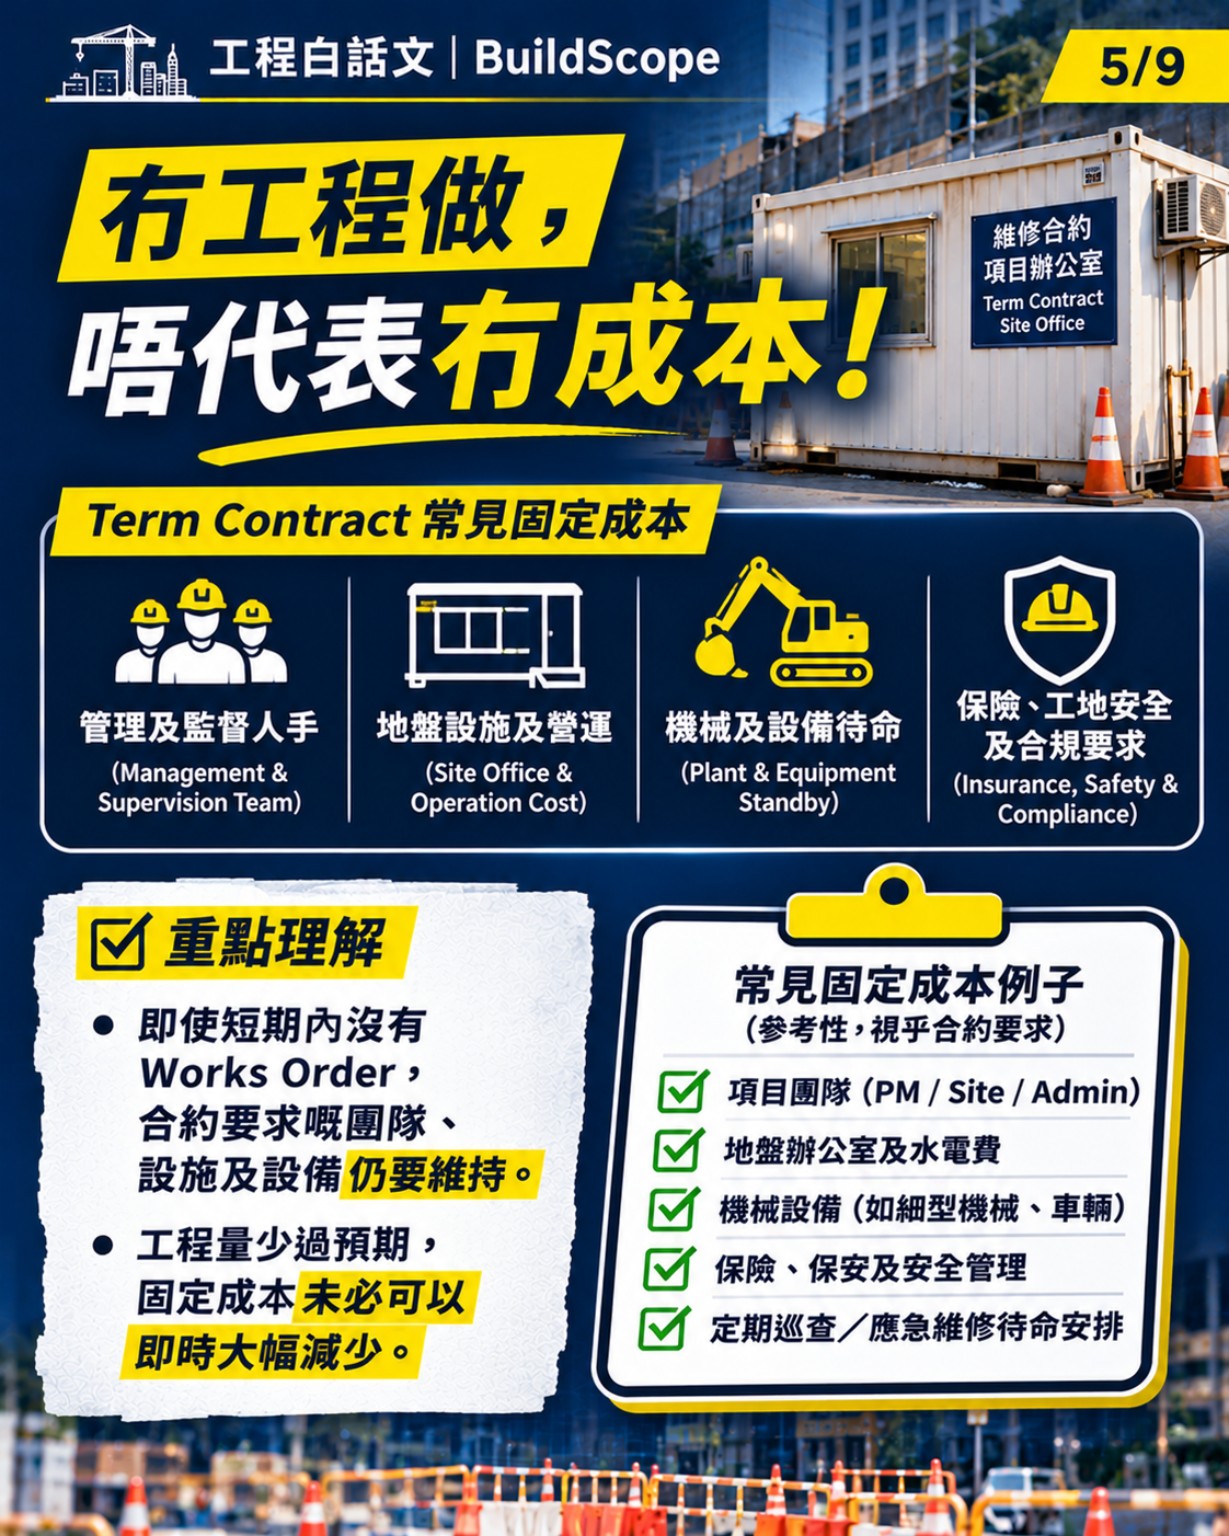 工程白話文｜BuildScope
5/9
冇工程做，
唔代表冇成本！
維修合約
項目辦公室
Term Contract
Site Office
Term Contract 常見固定成本
管理及監督人手
(Management &
Supervision Team)
地盤設施及營運
(Site Office &
Operation Cost)
機械及設備待命
(Plant & Equipment
Standby)
保險、工地安全
及合規要求
(Insurance, Safety &
Compliance)
重點理解
• 即使短期內沒有
Works Order，
合約要求嘅團隊、
設施及設備仍要維持。
• 工程量少過預期，
固定成本未必可以
即時大幅減少。
常見固定成本例子
（參考性，視乎合約要求）
項目團隊（PM / Site / Admin）
地盤辦公室及水電費
機械設備（如細型機械、車輛）
保險、保安及安全管理
定期巡查／應急維修待命安排